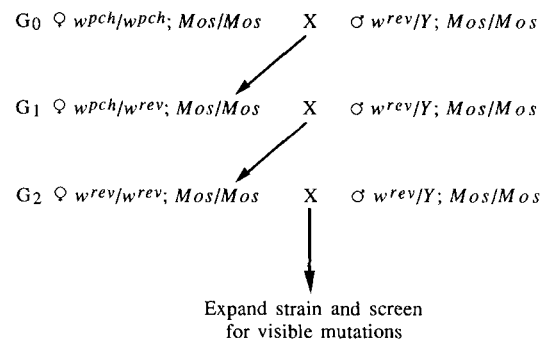 G₀ ♀ wᵖᶜʰ/wᵖᶜʰ; Mos/Mos X ♂ wʳᵉᵛ/Y; Mos/Mos
G₁ ♀ wᵖᶜʰ/wʳᵉᵛ; Mos/Mos X ♂ wʳᵉᵛ/Y; Mos/Mos
G₂ ♀ wʳᵉᵛ/wʳᵉᵛ; Mos/Mos X ♂ wʳᵉᵛ/Y; Mos/Mos
Expand strain and screen
for visible mutations